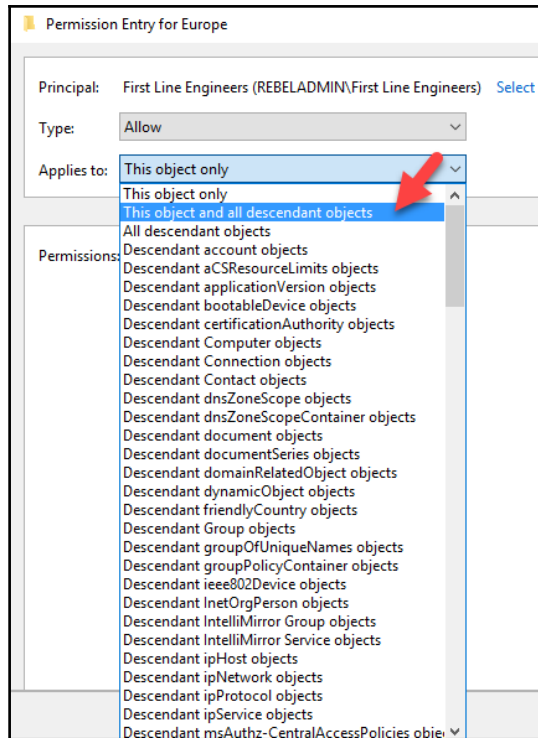 Permission Entry for Europe
Principal: First Line Engineers (REBELADMIN\First Line Engineers) Select
Type: Allow
Applies to: This object only
This object only
This object and all descendant objects
All descendant objects
Permissions:
Descendant account objects
Descendant aCSResourceLimits objects
Descendant applicationVersion objects
Descendant bootableDevice objects
Descendant certificationAuthority objects
Descendant Computer objects
Descendant Connection objects
Descendant Contact objects
Descendant dnsZoneScope objects
Descendant dnsZoneScopeContainer objects
Descendant document objects
Descendant documentSeries objects
Descendant domainRelatedObject objects
Descendant dynamicObject objects
Descendant friendlyCountry objects
Descendant Group objects
Descendant groupOfUniqueNames objects
Descendant groupPolicyContainer objects
Descendant ieee802Device objects
Descendant InetOrgPerson objects
Descendant IntelliMirror Group objects
Descendant IntelliMirror Service objects
Descendant ipHost objects
Descendant ipNetwork objects
Descendant ipProtocol objects
Descendant ipService objects
Descendant msAuthz-CentralAccessPolicies obje